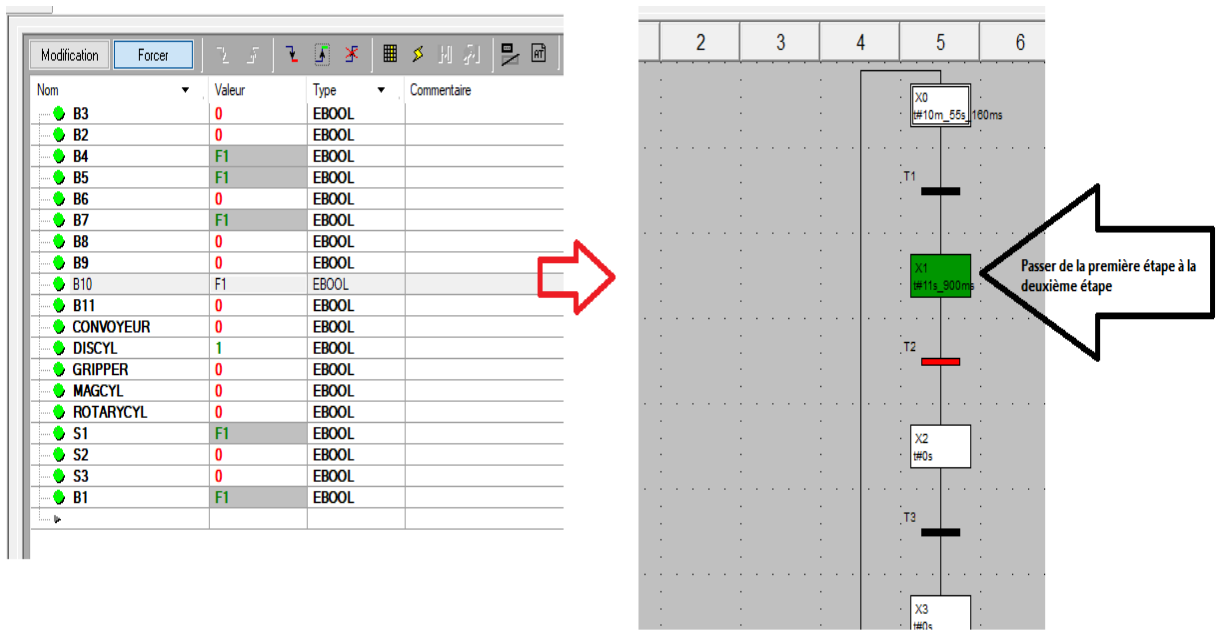 Modification Forcer
Nom Valeur Type Commentaire
B3 0 EBOOL
B2 0 EBOOL
B4 F1 EBOOL
B5 F1 EBOOL
B6 0 EBOOL
B7 F1 EBOOL
B8 0 EBOOL
B9 0 EBOOL
B10 F1 EBOOL
B11 0 EBOOL
CONVOYEUR 0 EBOOL
DISCYL 1 EBOOL
GRIPPER 0 EBOOL
MAGCYL 0 EBOOL
ROTARYCYL 0 EBOOL
S1 F1 EBOOL
S2 0 EBOOL
S3 0 EBOOL
B1 F1 EBOOL
2 3 4 5 6
X0
t#10m_55s_160ms
T1
X1
t#11s_900ms
Passer de la première étape à la
deuxième étape
T2
X2
t#0s
T3
X3
t#0s